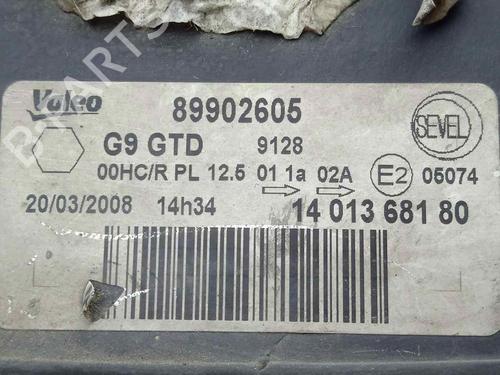 Valeo
89902605
SEVEL
G9 GTD 9128
00HC/R PL 12.5 01 1a 02A E2 05074
20/03/2008 14h34 14 013 681 80